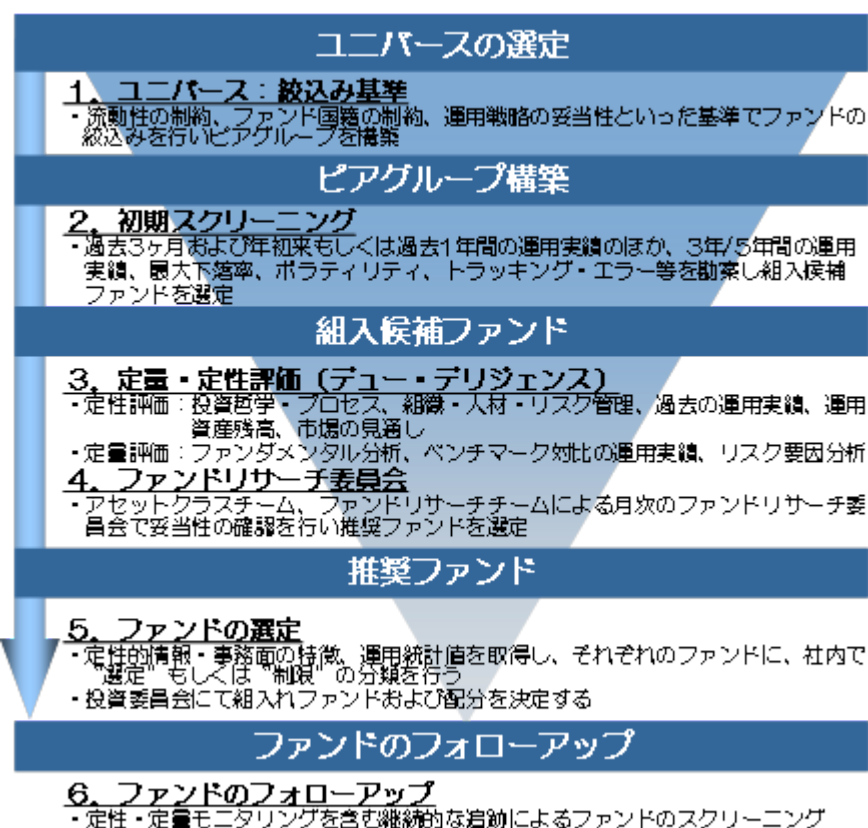 ユニバースの選定
1．ユニバース：絞込み基準
・流動性の制約、ファンド国籍の制約、運用戦略の妥当性といった基準でファンドの
絞込みを行いピアグループを構築
ピアグループ構築
2．初期スクリーニング
・過去3ヶ月および年初来もしくは過去1年間の運用実績のほか、3年/5年間の運用
実績、最大下落率、ボラティリティ、トラッキング・エラー等を勘案し組入候補
ファンドを選定
組入候補ファンド
3．定量・定性評価（デュー・デリジェンス）
・定性評価：投資哲学・プロセス、組織・人材・リスク管理、過去の運用実績、運用
資産残高、市場の見通し
・定量評価：ファンダメンタル分析、ベンチマーク対比の運用実績、リスク要因分析
4．ファンドリサーチ委員会
・アセットクラスチーム、ファンドリサーチチームによる月次のファンドリサーチ委
員会で妥当性の確認を行い推奨ファンドを選定
推奨ファンド
5．ファンドの選定
・定性的情報・事務面の特徴、運用統計値を取得し、それぞれのファンドに、社内で
"選定"もしくは"制限"の分類を行う
・投資委員会にて組入れファンドおよび配分を決定する
ファンドのフォローアップ
6．ファンドのフォローアップ
・定性・定量モニタリングを含む継続的な追跡によるファンドのスクリーニング